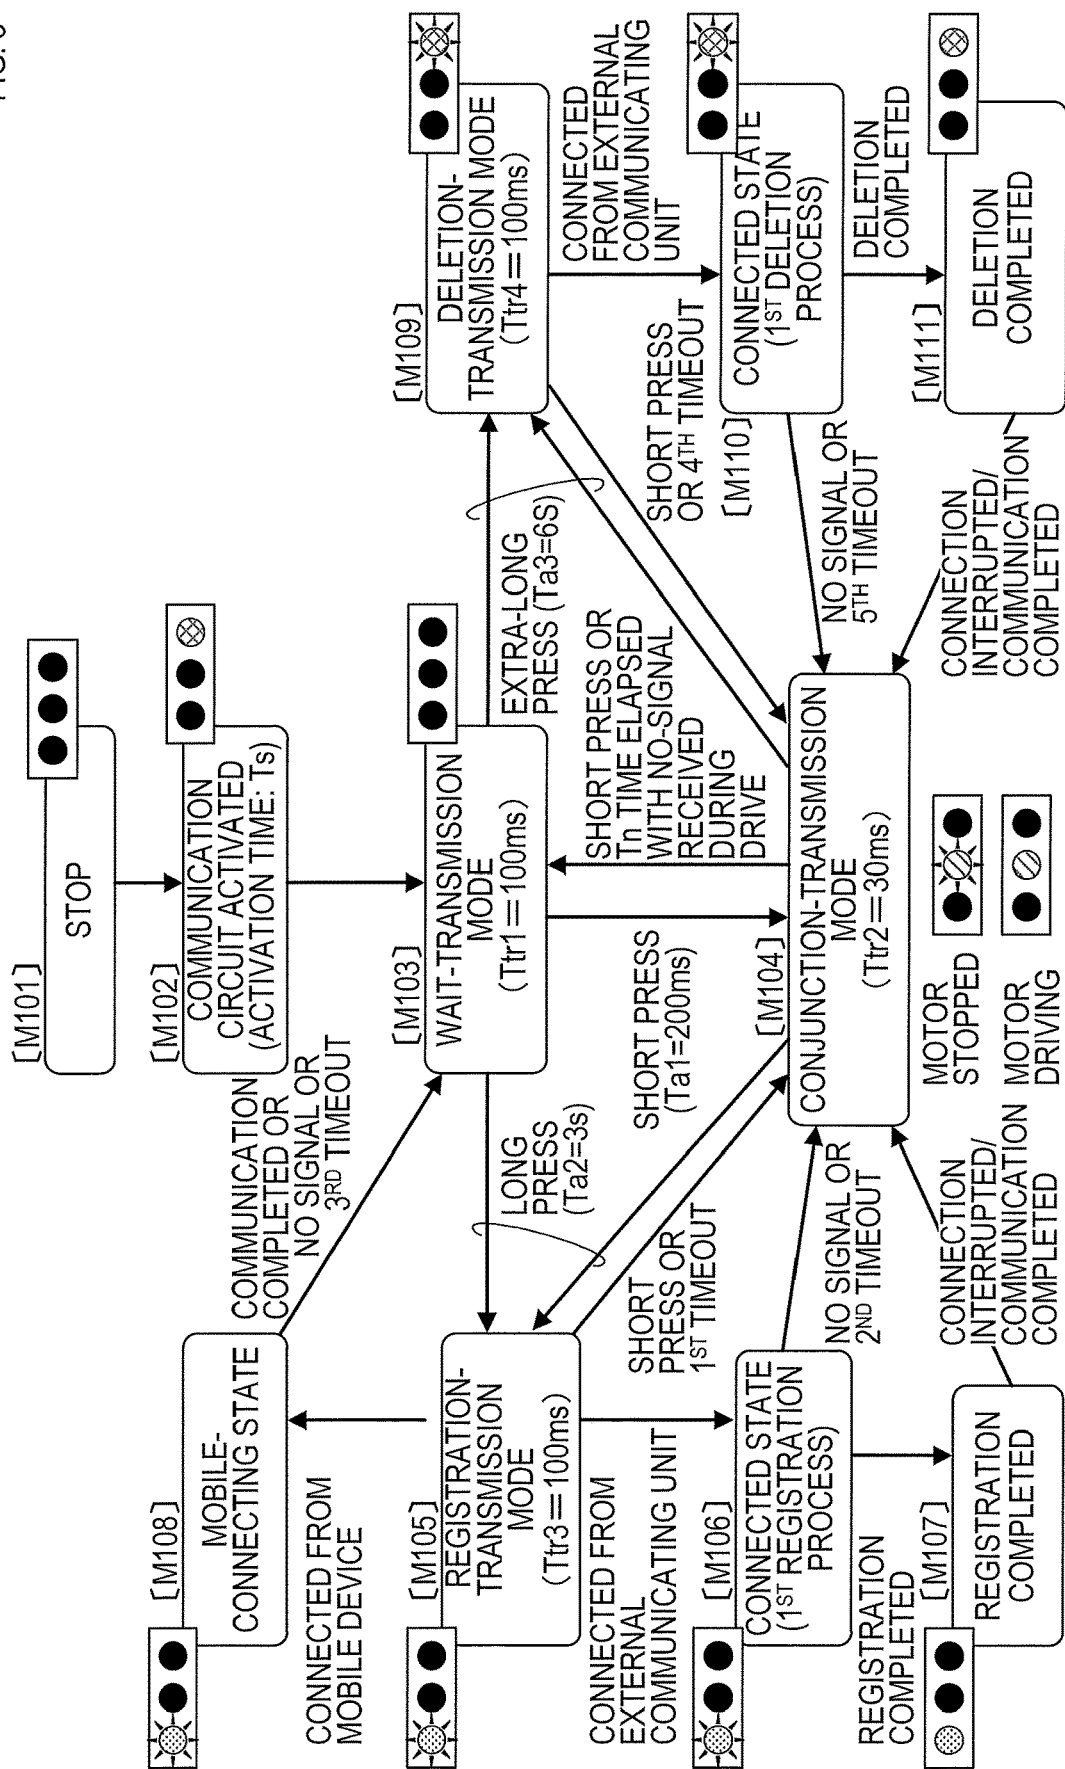 [M101]
STOP
[M102]
COMMUNICATION
CIRCUIT ACTIVATED
(ACTIVATION TIME: Ts)
[M108]
MOBILE-
CONNECTING STATE
COMMUNICATION
COMPLETED OR
NO SIGNAL OR
3RD TIMEOUT
CONNECTED FROM
MOBILE DEVICE
[M105]
REGISTRATION-
TRANSMISSION
MODE
(Ttr3=100ms)
LONG
PRESS
(Ta2=3s)
[M103]
WAIT-TRANSMISSION
MODE
(Ttr1=100ms)
EXTRA-LONG
PRESS (Ta3=6S)
[M109]
DELETION-
TRANSMISSION MODE
(Ttr4=100ms)
CONNECTED FROM
EXTERNAL
COMMUNICATING UNIT
SHORT
PRESS OR
1ST TIMEOUT
SHORT PRESS
(Ta1=200ms)
SHORT PRESS OR
Tn TIME ELAPSED
WITH NO-SIGNAL
RECEIVED
DURING
DRIVE
SHORT PRESS
OR 4TH TIMEOUT
CONNECTED
FROM EXTERNAL
COMMUNICATING
UNIT
[M106]
CONNECTED STATE
(1ST REGISTRATION
PROCESS)
NO SIGNAL OR
2ND TIMEOUT
[M104]
CONJUNCTION-TRANSMISSION
MODE
(Ttr2=30ms)
NO SIGNAL OR
5TH TIMEOUT
[M110]
CONNECTED STATE
(1ST DELETION
PROCESS)
REGISTRATION
COMPLETED
DELETION
COMPLETED
[M107]
REGISTRATION
COMPLETED
CONNECTION
INTERRUPTED/
COMMUNICATION
COMPLETED
MOTOR
STOPPED
MOTOR
DRIVING
CONNECTION
INTERRUPTED/
COMMUNICATION
COMPLETED
[M111]
DELETION
COMPLETED